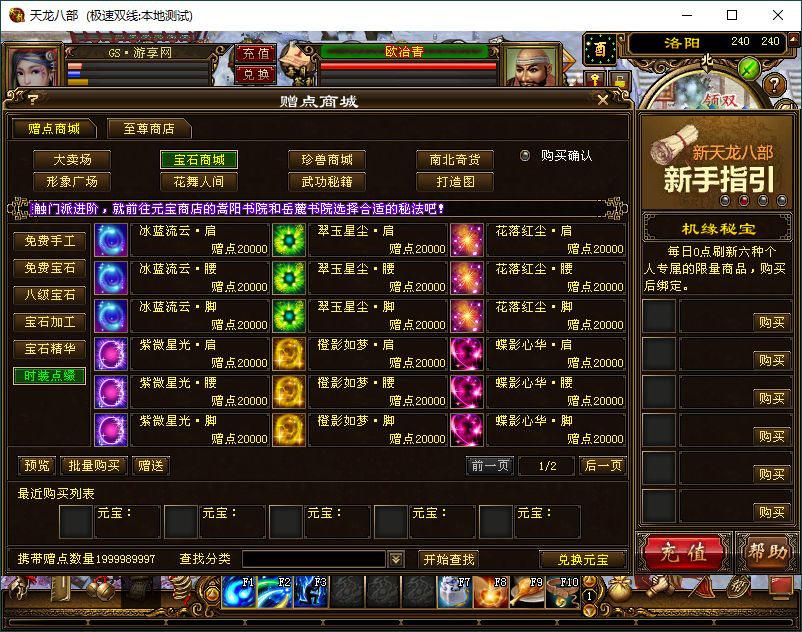 天龙八部 (极速双线:本地测试)
GS·游享网
充值
兑换
欧冶青
酉
洛阳 240 240
北
领双
?
赠点商城
赠点商城 至尊商店
大卖场 宝石商城 珍兽商城 南北奇货 购买确认
形象广场 花舞人间 武功秘籍 打造图
触门派进阶，就前往元宝商店的嵩阳书院和岳麓书院选择合适的秘法吧!
免费手工
免费宝石
八级宝石
宝石加工
宝石精华
时装点缀
冰蓝流云·肩 翠玉星尘·肩 花落红尘·肩
赠点20000 赠点20000 赠点20000
冰蓝流云·腰 翠玉星尘·腰 花落红尘·腰
赠点20000 赠点20000 赠点20000
冰蓝流云·脚 翠玉星尘·脚 花落红尘·脚
赠点20000 赠点20000 赠点20000
紫微星光·肩 橙影如梦·肩 蝶影心华·肩
赠点20000 赠点20000 赠点20000
紫微星光·腰 橙影如梦·腰 蝶影心华·腰
赠点20000 赠点20000 赠点20000
紫微星光·脚 橙影如梦·脚 蝶影心华·脚
赠点20000 赠点20000 赠点20000
预览 批量购买 赠送 前一页 1/2 后一页
最近购买列表
元宝: 元宝: 元宝: 元宝: 元宝:
携带赠点数量1999989997 查找分类 开始查找 兑换元宝
新天龙八部
新手指引
机缘秘宝
每日0点刷新六种个
人专属的限量商品，购买
后绑定。
购买
购买
购买
购买
购买
购买
充值 帮助
F1 F2 F3 F7 F8 F9 F10 1